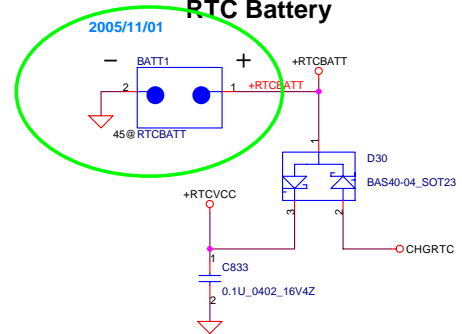 RTC Battery
2005/11/01
− BATT1 +
+RTCBATT
2 1 +RTCBATT
45@RTCBATT
1
D30
BAS40-04_SOT23
+RTCVCC
3 2
CHGRTC
1
C833
0.1U_0402_16V4Z
2